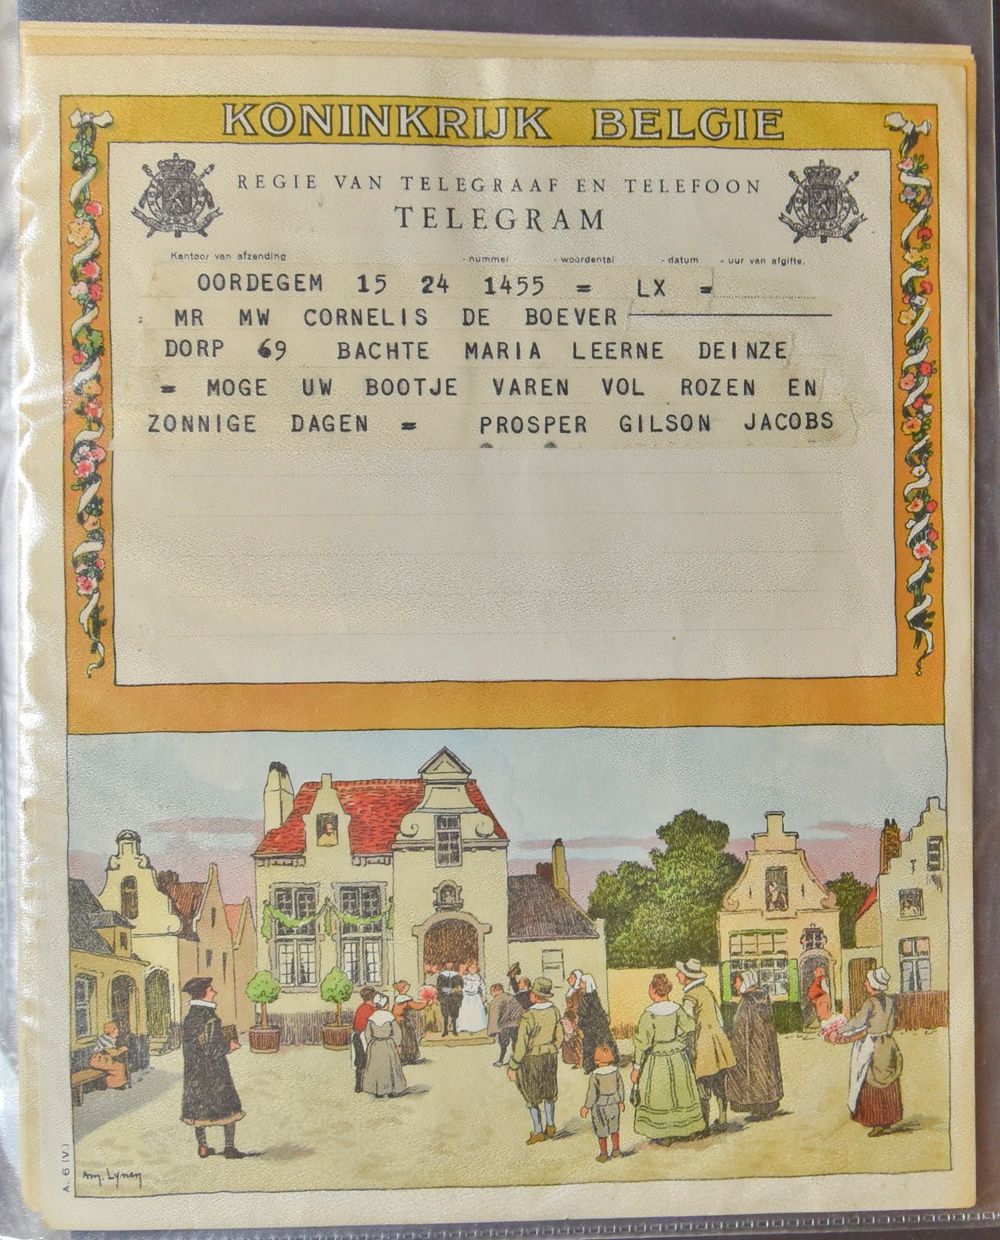 KONINKRIJK BELGIE
REGIE VAN TELEGRAAF EN TELEFOON
TELEGRAM
Kantoor van afzending - nummer - woordental - datum - uur van afgifte.
OORDEGEM 15 24 1455 = LX =
MR MW CORNELIS DE BOEVER
DORP 69 BACHTE MARIA LEERNE DEINZE
= MOGE UW BOOTJE VAREN VOL ROZEN EN
ZONNIGE DAGEN = PROSPER GILSON JACOBS
A. 6 (V.)
Am. Lynen